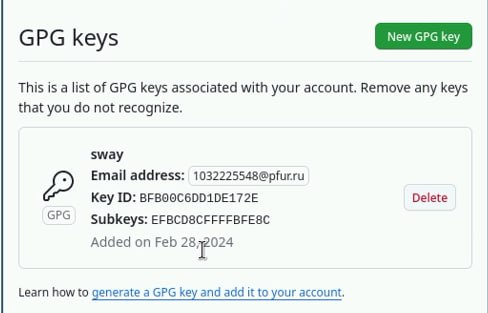 GPG keys
New GPG key
This is a list of GPG keys associated with your account. Remove any keys
that you do not recognize.
sway
Email address: 1032225548@pfur.ru
Key ID: BFB00C6DD1DE172E
Subkeys: EFBCD8CFFFFBFE8C
Added on Feb 28, 2024
GPG
Delete
Learn how to generate a GPG key and add it to your account.